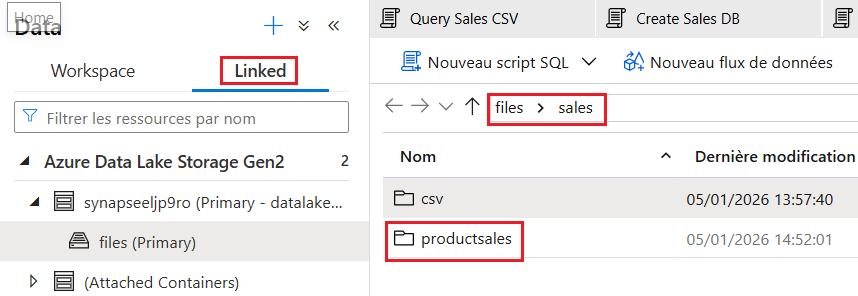 Home
Data
Workspace
Linked
Filtrer les ressources par nom
Azure Data Lake Storage Gen2 2
synapseeljp9ro (Primary - datalake...
files (Primary)
(Attached Containers)
Query Sales CSV
Create Sales DB
Nouveau script SQL
Nouveau flux de données
files > sales
Nom Dernière modification
csv 05/01/2026 13:57:40
productsales 05/01/2026 14:52:01